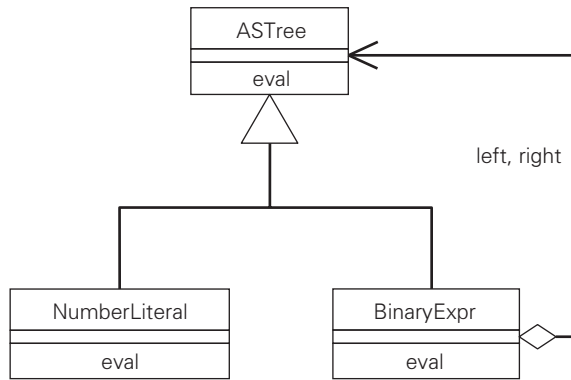 ASTree
eval
left, right
NumberLiteral
eval
BinaryExpr
eval